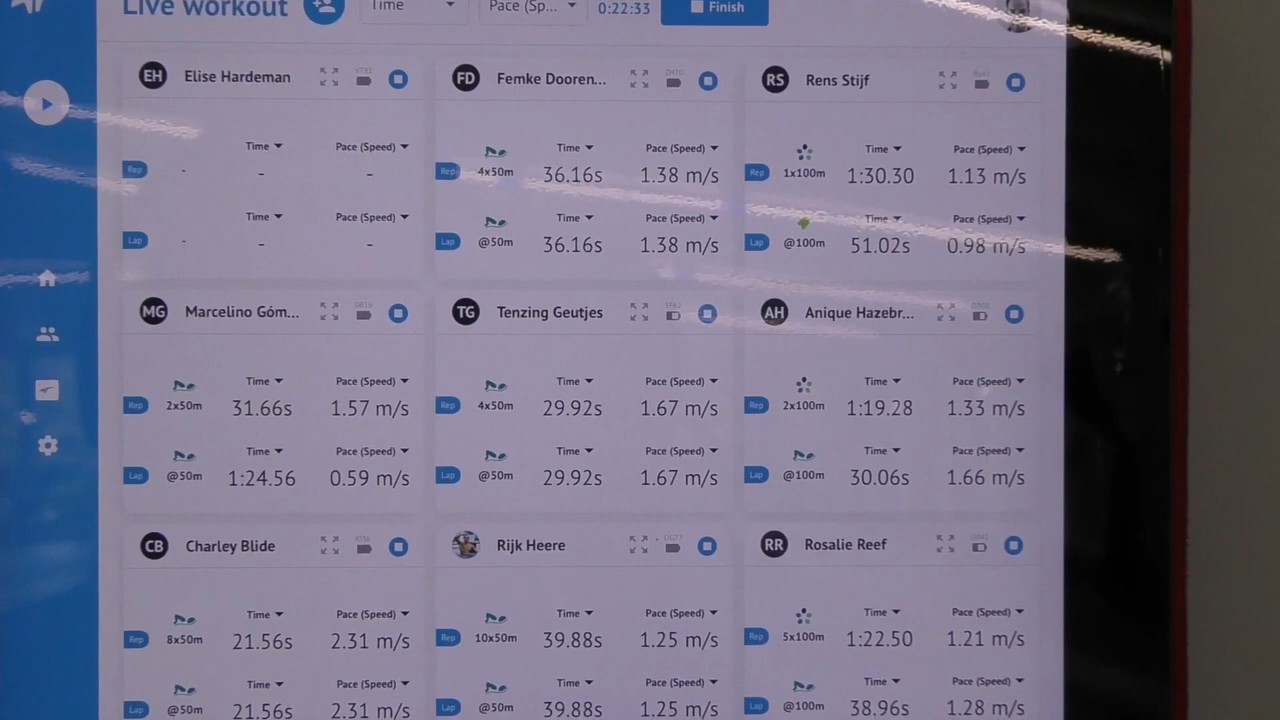 Live workout Time Pace (Sp... 0:22:33 Finish
EH Elise Hardeman
Time Pace (Speed)
Rep - - -
Time Pace (Speed)
Lap - - -
FD Femke Dooren...
Time Pace (Speed)
Rep 4x50m 36.16s 1.38 m/s
Time Pace (Speed)
Lap @50m 36.16s 1.38 m/s
RS Rens Stijf
Time Pace (Speed)
Rep 1x100m 1:30.30 1.13 m/s
Time Pace (Speed)
Lap @100m 51.02s 0.98 m/s
MG Marcelino Góm...
Time Pace (Speed)
Rep 2x50m 31.66s 1.57 m/s
Time Pace (Speed)
Lap @50m 1:24.56 0.59 m/s
TG Tenzing Geutjes
Time Pace (Speed)
Rep 4x50m 29.92s 1.67 m/s
Time Pace (Speed)
Lap @50m 29.92s 1.67 m/s
AH Anique Hazebr...
Time Pace (Speed)
Rep 2x100m 1:19.28 1.33 m/s
Time Pace (Speed)
Lap @100m 30.06s 1.66 m/s
CB Charley Blide
Time Pace (Speed)
Rep 8x50m 21.56s 2.31 m/s
Time Pace (Speed)
Lap @50m 21.56s 2.31 m/s
Rijk Heere
Time Pace (Speed)
Rep 10x50m 39.88s 1.25 m/s
Time Pace (Speed)
Lap @50m 39.88s 1.25 m/s
RR Rosalie Reef
Time Pace (Speed)
Rep 5x100m 1:22.50 1.21 m/s
Time Pace (Speed)
Lap @100m 38.96s 1.28 m/s